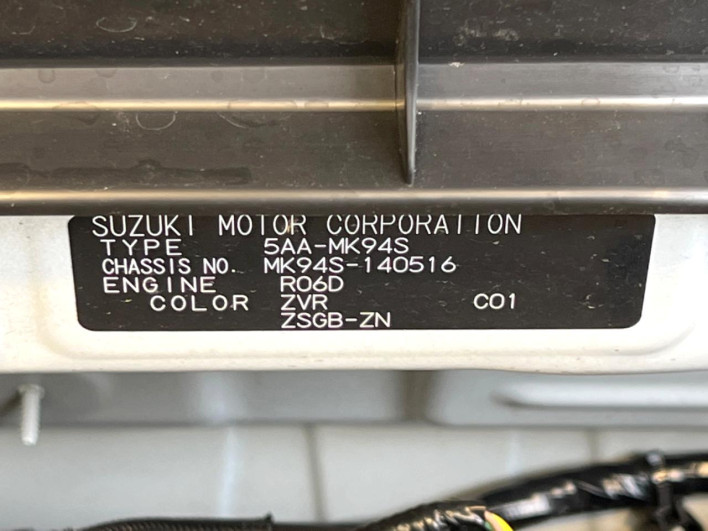 SUZUKI MOTOR CORPORATION
TYPE 5AA-MK94S
CHASSIS NO. MK94S-140516
ENGINE R06D
COLOR ZVR C01
ZSGB-ZN